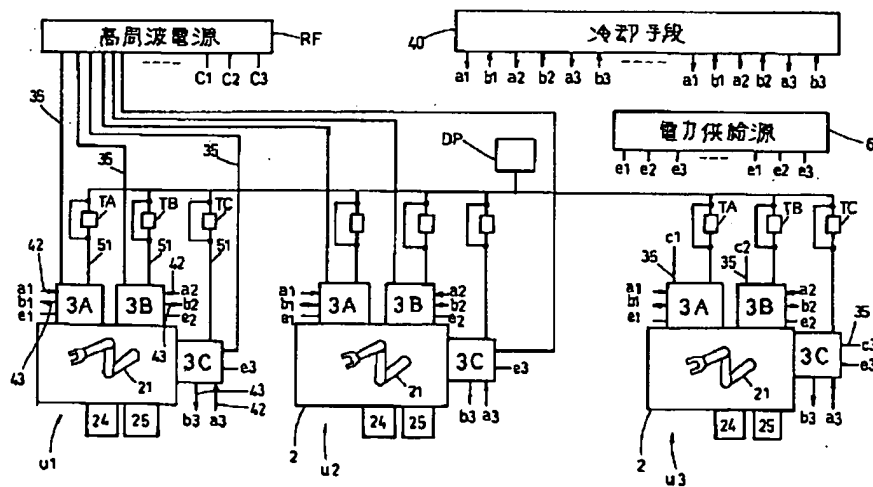 高周波電源 RF
C1 C2 C3
40 冷却手段
a1 b1 a2 b2 a3 b3 a1 b1 a2 b2 a3 b3
電力供給源 6
e1 e2 e3 e1 e2 e3
DP
35 35 35
TA TB TC TA TB TC
51 51 51
c1 c2
35 35
42 42
a1 3A 3B a2 a1 3A 3B a2 a1 3A 3B a2
b1 b2 b1 b2 b1 b2
e1 e2 e1 e2 e1 e2
43 43
3C e3 3C e3 3C c3 e3 35
21 21 21
43
b3 a3 42 b3 a3 b3 a3
24 25 24 25 24 25
u1 2 u2 2 u3